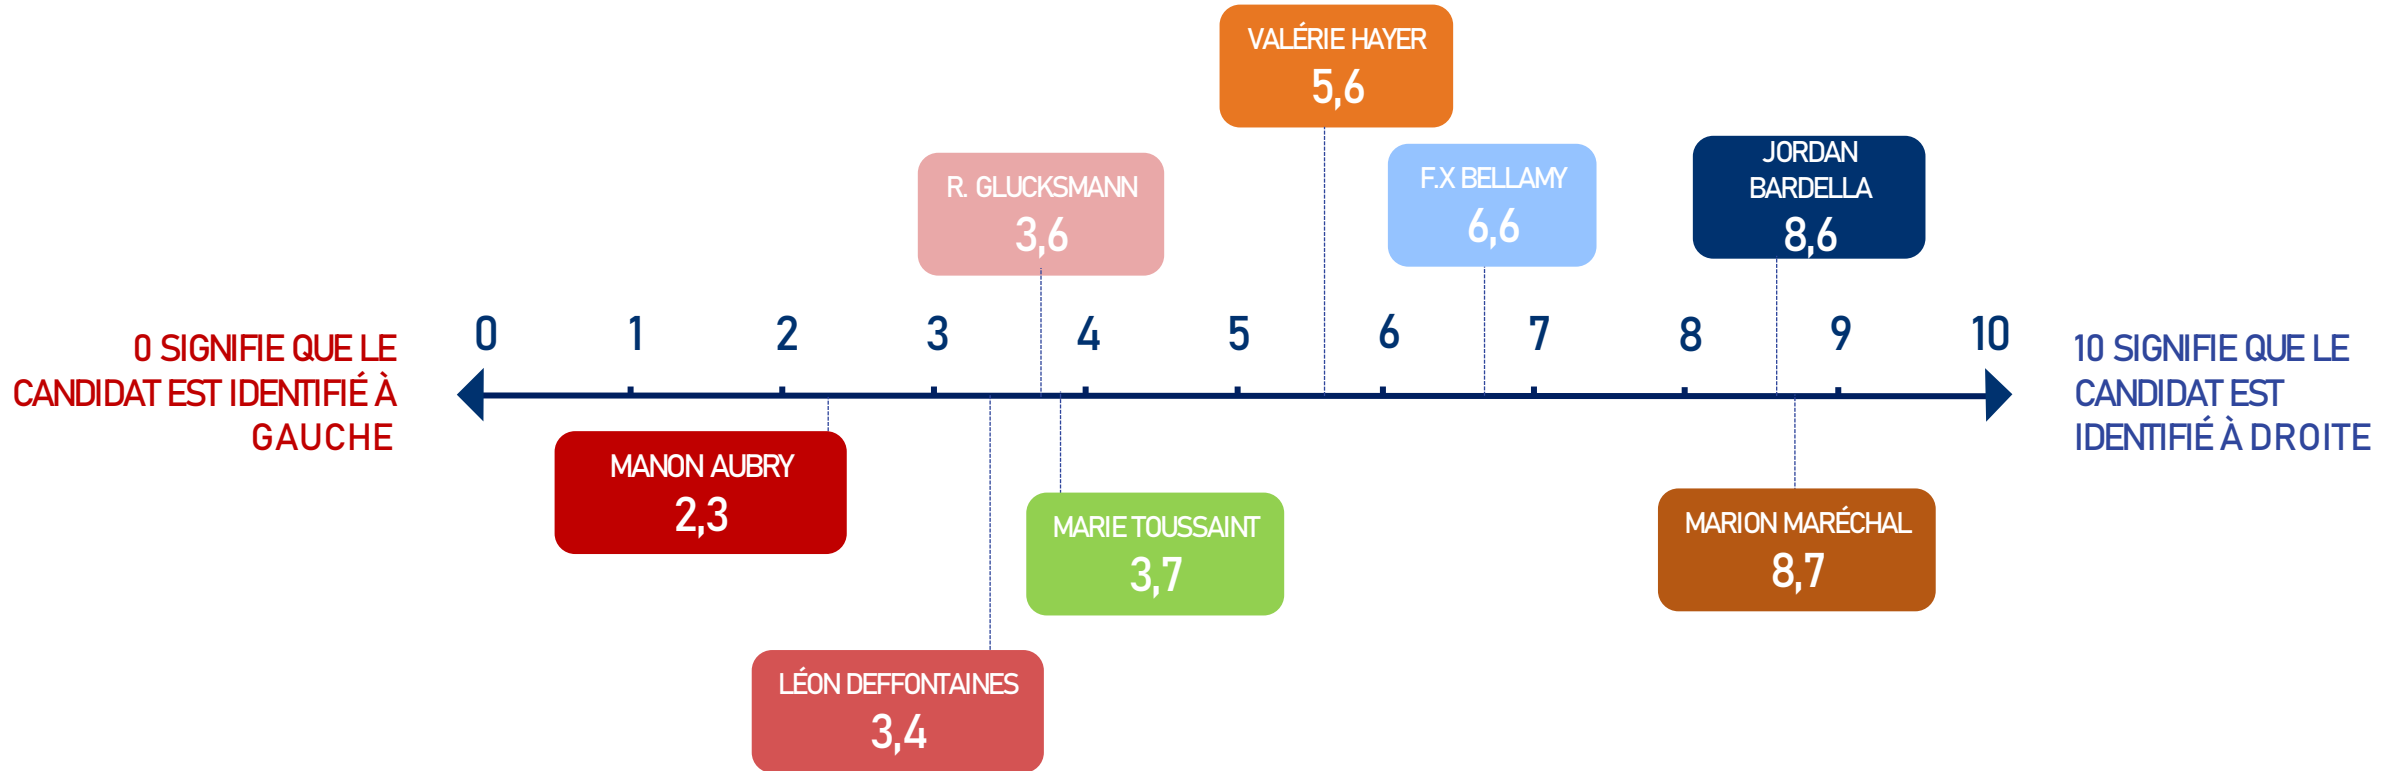 VALÉRIE HAYER
5,6
R. GLUCKSMANN
3,6
F.X BELLAMY
6,6
JORDAN
BARDELLA
8,6
0 SIGNIFIE QUE LE
CANDIDAT EST IDENTIFIÉ À
GAUCHE
0 1 2 3 4 5 6 7 8 9 10
10 SIGNIFIE QUE LE
CANDIDAT EST
IDENTIFIÉ À DROITE
MANON AUBRY
2,3
MARIE TOUSSAINT
3,7
MARION MARÉCHAL
8,7
LÉON DEFFONTAINES
3,4